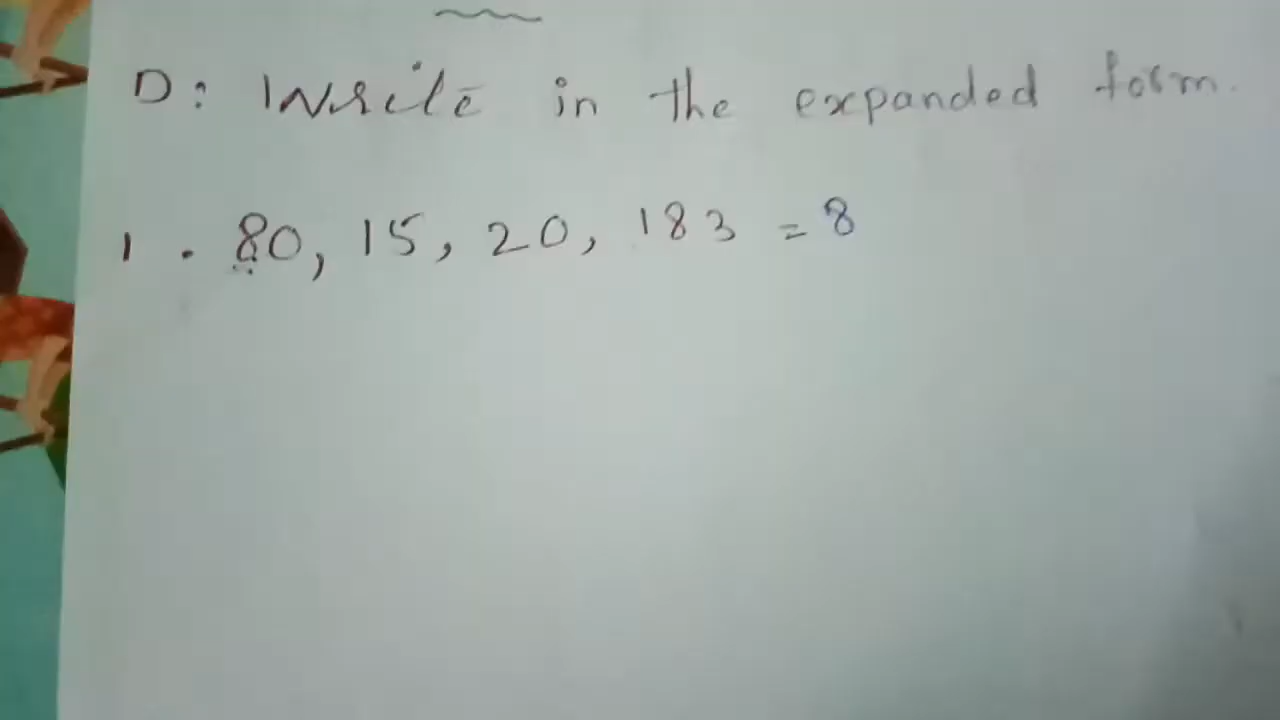 D: Write in the expanded form.
1. 80, 15, 20, 183 = 8